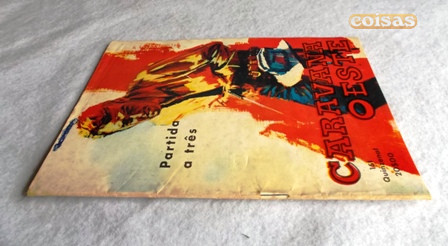 coisas
CARAVANA
OESTE
Partida
a três